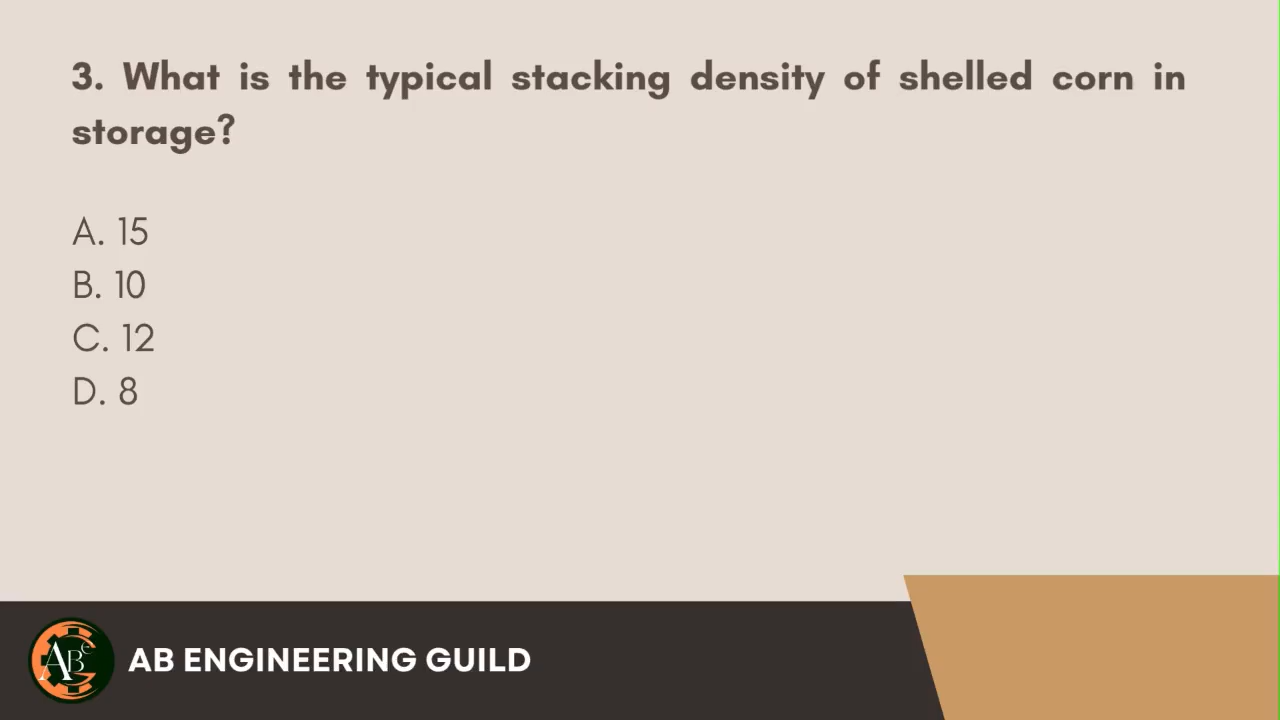 3. What is the typical stacking density of shelled corn in
storage?
A. 15
B. 10
C. 12
D. 8
ABe
AB ENGINEERING GUILD